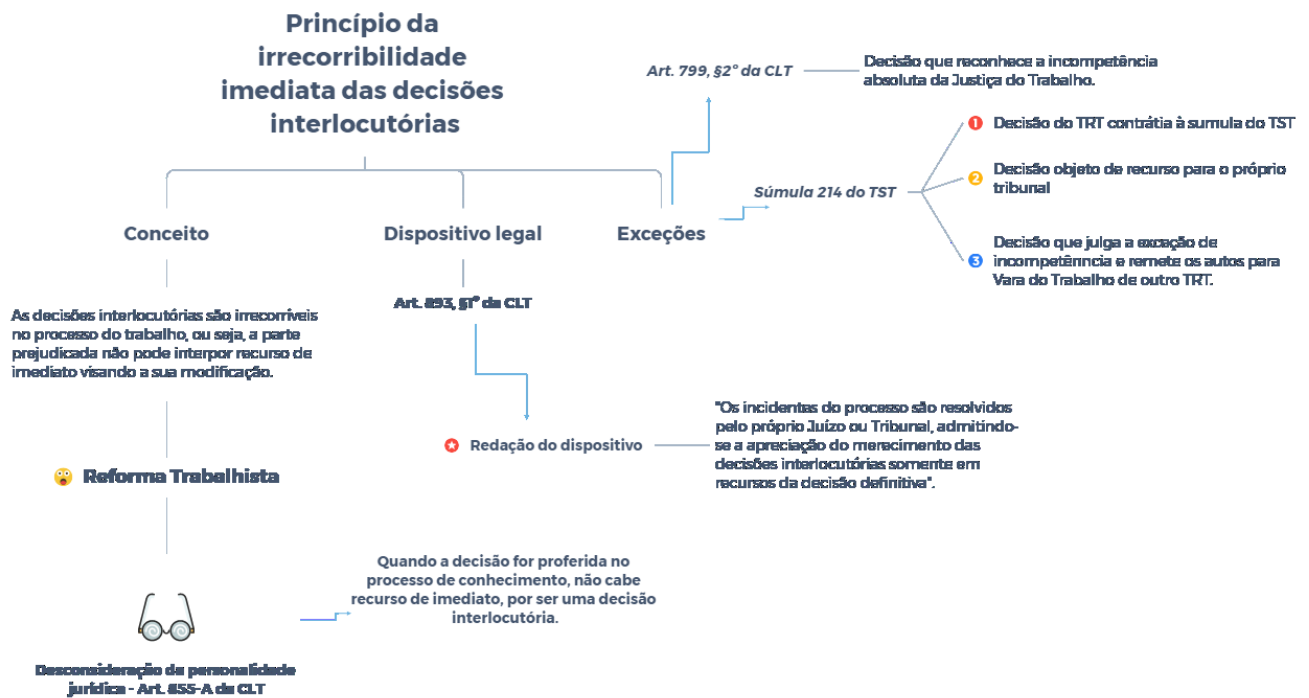 Princípio da
irrecorribilidade
imediata das decisões
interlocutórias
Conceito
As decisões interlocutórias são irrecorríveis
no processo do trabalho, ou seja, a parte
prejudicada não pode interpor recurso de
imediato visando a sua modificação.
Reforma Trabalhista
Desconsideração de personalidade
jurídica - Art. 855-A da CLT
Quando a decisão for proferida no
processo de conhecimento, não cabe
recurso de imediato, por ser uma decisão
interlocutória.
Dispositivo legal
Art. 893, §1º da CLT
Redação do dispositivo
"Os incidentas do processo são resolvidos
pelo próprio Juízo ou Tribunal, admitindo-
se a apreciação do merecimento das
decisões interlocutórias somente em
recursos da decisão definitiva".
Exceções
Art. 799, §2º da CLT
Decisão que reconhece a incompetência
absoluta da Justiça do Trabalho.
Súmula 214 do TST
1 Decisão do TRT contrátia à sumula do TST
2 Decisão objeto de recurso para o próprio
tribunal
3 Decisão que julga a exceção de
incompetênncia e remete os autos para
Vara do Trabalho de outro TRT.